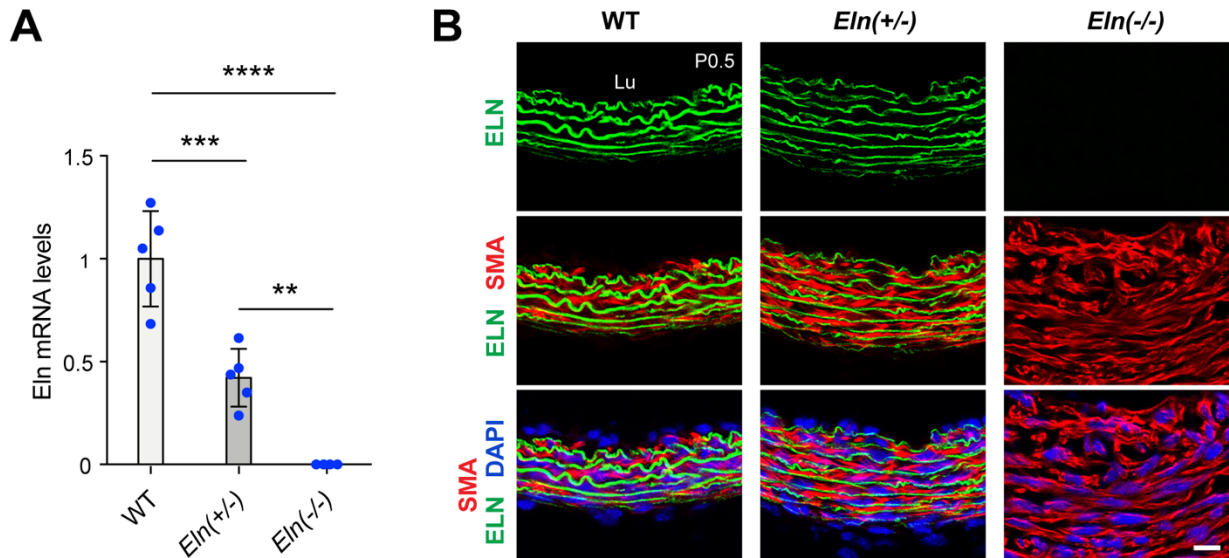 A
****
***
**
1.5
1
0.5
0
Eln mRNA levels
WT
Eln(+/-)
Eln(-/-)
B
WT
Eln(+/-)
Eln(-/-)
P0.5
Lu
ELN
ELN SMA
SMA
ELN DAPI